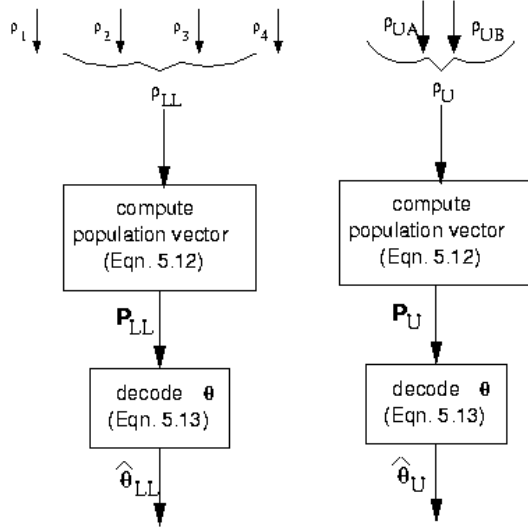 ρ1 ρ2 ρ3 ρ4
ρLL
compute
population vector
(Eqn. 5.12)
PLL
decode θ
(Eqn. 5.13)
θ̂LL
ρUA ρUB
ρU
compute
population vector
(Eqn. 5.12)
PU
decode θ
(Eqn. 5.13)
θ̂U